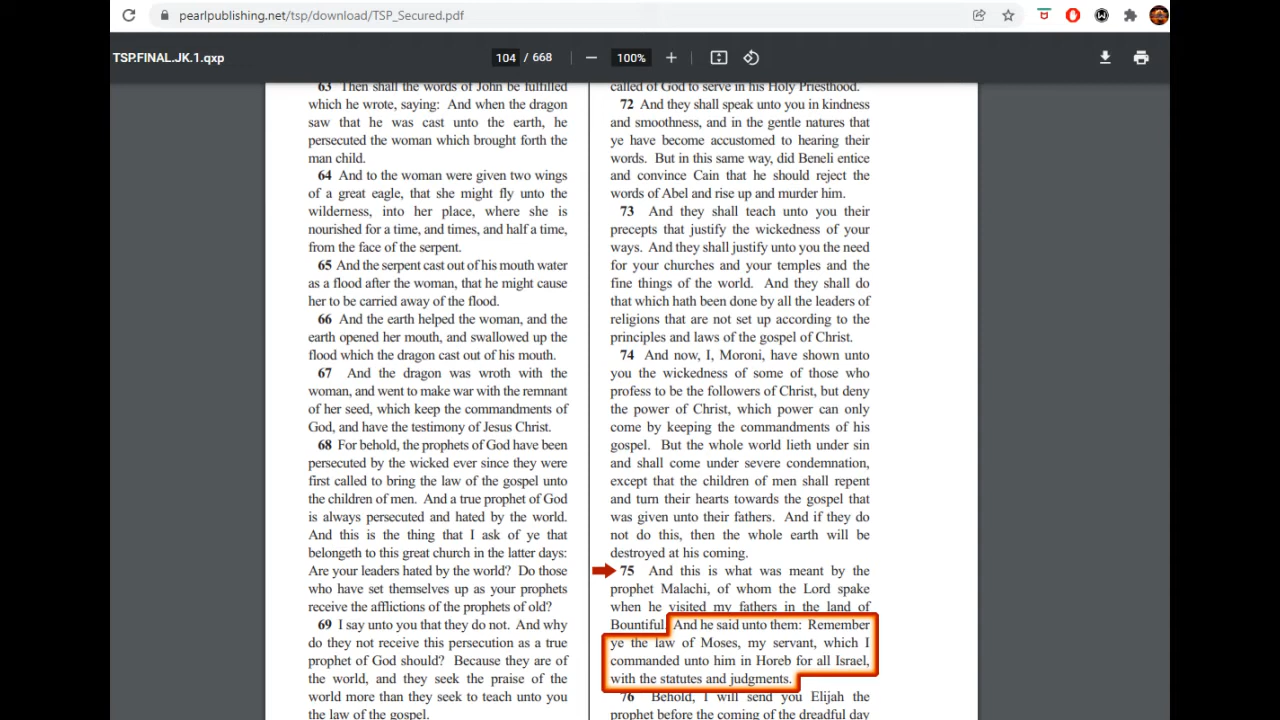 pearlpublishing.net/tsp/download/TSP_Secured.pdf
TSP.FINAL.JK.1.qxp
104 / 668
100%
63 Then shall the words of John be fulfilled
which he wrote, saying: And when the dragon
saw that he was cast unto the earth, he
persecuted the woman which brought forth the
man child.
64 And to the woman were given two wings
of a great eagle, that she might fly unto the
wilderness, into her place, where she is
nourished for a time, and times, and half a time,
from the face of the serpent.
65 And the serpent cast out of his mouth water
as a flood after the woman, that he might cause
her to be carried away of the flood.
66 And the earth helped the woman, and the
earth opened her mouth, and swallowed up the
flood which the dragon cast out of his mouth.
67 And the dragon was wroth with the
woman, and went to make war with the remnant
of her seed, which keep the commandments of
God, and have the testimony of Jesus Christ.
68 For behold, the prophets of God have been
persecuted by the wicked ever since they were
first called to bring the law of the gospel unto
the children of men. And a true prophet of God
is always persecuted and hated by the world.
And this is the thing that I ask of ye that
belongeth to this great church in the latter days:
Are your leaders hated by the world? Do those
who have set themselves up as your prophets
receive the afflictions of the prophets of old?
69 I say unto you that they do not. And why
do they not receive this persecution as a true
prophet of God should? Because they are of
the world, and they seek the praise of the
world more than they seek to teach unto you
the law of the gospel.
called of God to serve in his Holy Priesthood.
72 And they shall speak unto you in kindness
and smoothness, and in the gentle natures that
ye have become accustomed to hearing their
words. But in this same way, did Beneli entice
and convince Cain that he should reject the
words of Abel and rise up and murder him.
73 And they shall teach unto you their
precepts that justify the wickedness of your
ways. And they shall justify unto you the need
for your churches and your temples and the
fine things of the world. And they shall do
that which hath been done by all the leaders of
religions that are not set up according to the
principles and laws of the gospel of Christ.
74 And now, I, Moroni, have shown unto
you the wickedness of some of those who
profess to be the followers of Christ, but deny
the power of Christ, which power can only
come by keeping the commandments of his
gospel. But the whole world lieth under sin
and shall come under severe condemnation,
except that the children of men shall repent
and turn their hearts towards the gospel that
was given unto their fathers. And if they do
not do this, then the whole earth will be
destroyed at his coming.
75 And this is what was meant by the
prophet Malachi, of whom the Lord spake
when he visited my fathers in the land of
Bountiful. And he said unto them: Remember
ye the law of Moses, my servant, which I
commanded unto him in Horeb for all Israel,
with the statutes and judgments.
76 Behold, I will send you Elijah the
prophet before the coming of the dreadful day